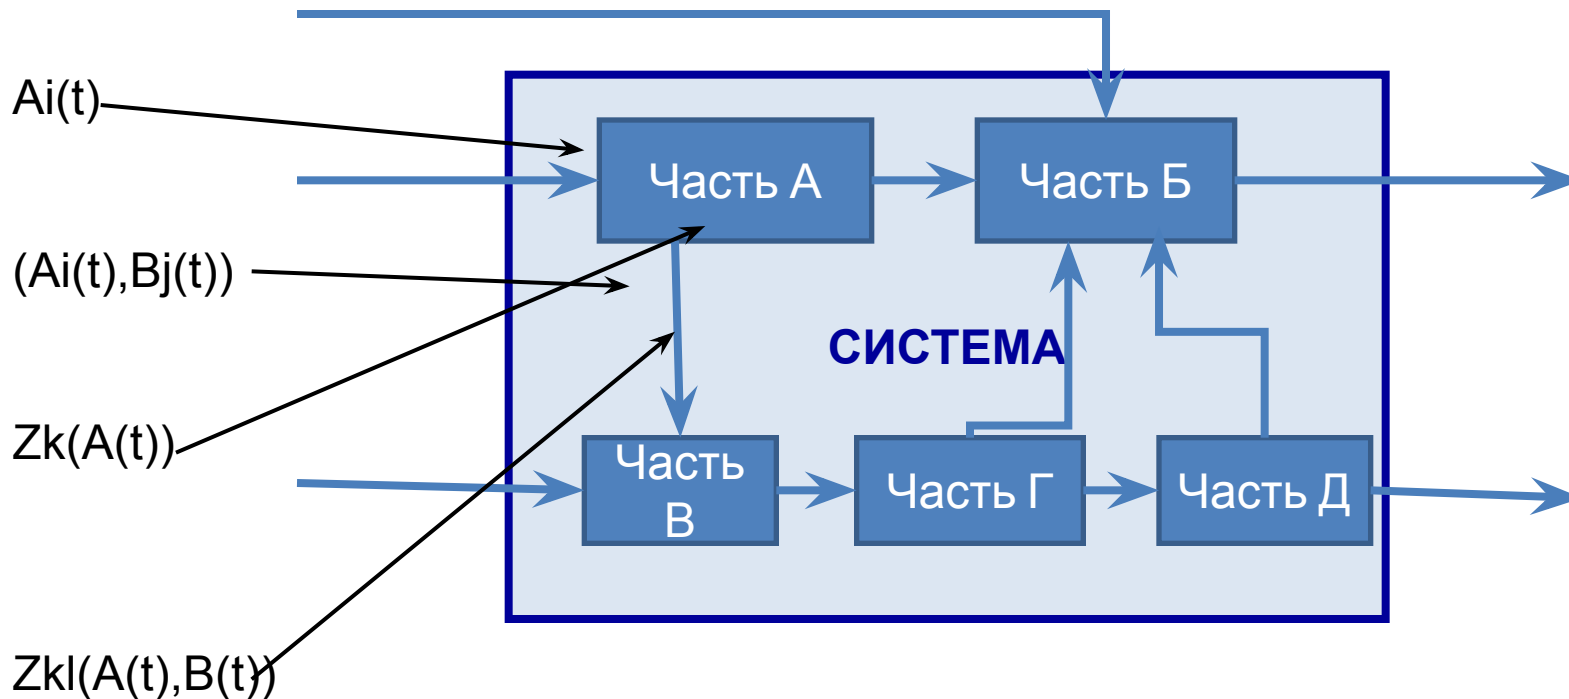 Ai(t)
Часть А
Часть Б
(Ai(t),Bj(t))
СИСТЕМА
Zk(A(t))
Часть
В
Часть Г
Часть Д
Zkl(A(t),B(t))